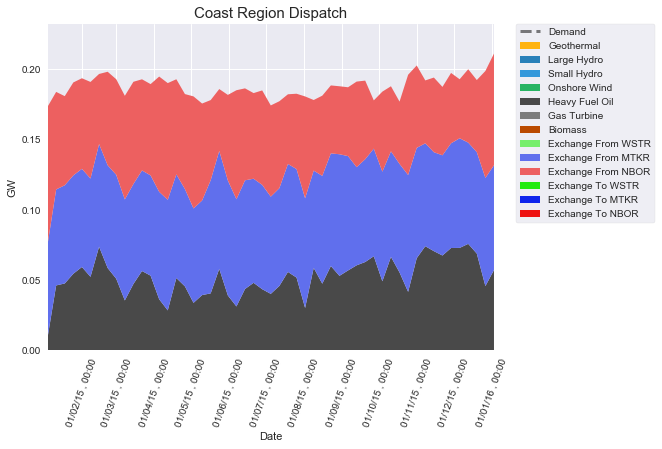 Coast Region Dispatch
GW
0.20
0.15
0.10
0.05
0.00
01/02/15 , 00:00
01/03/15 , 00:00
01/04/15 , 00:00
01/05/15 , 00:00
01/06/15 , 00:00
01/07/15 , 00:00
01/08/15 , 00:00
01/09/15 , 00:00
01/10/15 , 00:00
01/11/15 , 00:00
01/12/15 , 00:00
01/01/16 , 00:00
Date
Demand
Geothermal
Large Hydro
Small Hydro
Onshore Wind
Heavy Fuel Oil
Gas Turbine
Biomass
Exchange From WSTR
Exchange From MTKR
Exchange From NBOR
Exchange To WSTR
Exchange To MTKR
Exchange To NBOR